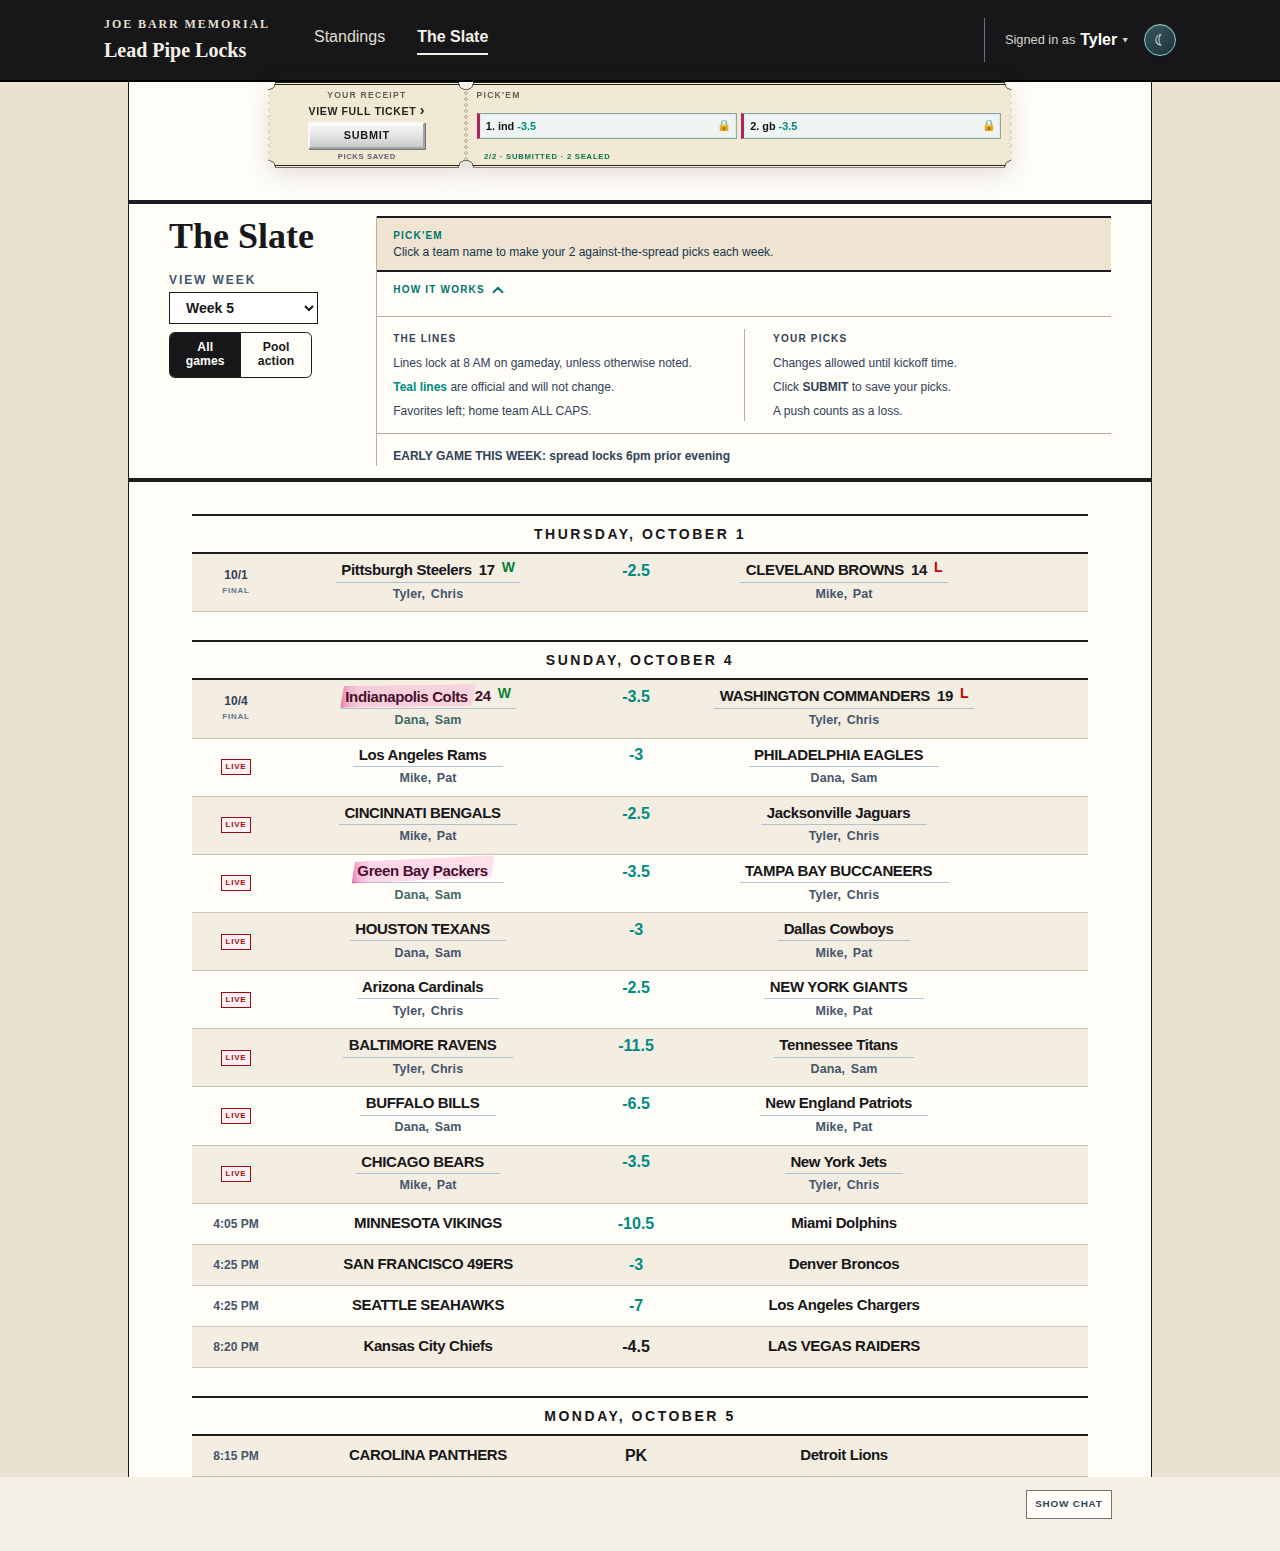 JOE BARR MEMORIAL
Lead Pipe Locks
Standings
The Slate
Signed in as Tyler ▾
YOUR RECEIPT
VIEW FULL TICKET ›
SUBMIT
PICKS SAVED
PICK'EM
1. ind -3.5
2. gb -3.5
2/2 · SUBMITTED · 2 SEALED
The Slate
VIEW WEEK
Week 5
All games
Pool action
PICK'EM
Click a team name to make your 2 against-the-spread picks each week.
HOW IT WORKS
THE LINES
Lines lock at 8 AM on gameday, unless otherwise noted.
Teal lines are official and will not change.
Favorites left; home team ALL CAPS.
YOUR PICKS
Changes allowed until kickoff time.
Click SUBMIT to save your picks.
A push counts as a loss.
EARLY GAME THIS WEEK: spread locks 6pm prior evening
THURSDAY, OCTOBER 1
10/1 Pittsburgh Steelers 17 W -2.5 CLEVELAND BROWNS 14 L
FINAL Tyler, Chris Mike, Pat
SUNDAY, OCTOBER 4
10/4 Indianapolis Colts 24 W -3.5 WASHINGTON COMMANDERS 19 L
FINAL Dana, Sam Tyler, Chris
LIVE Los Angeles Rams -3 PHILADELPHIA EAGLES
Mike, Pat Dana, Sam
LIVE CINCINNATI BENGALS -2.5 Jacksonville Jaguars
Mike, Pat Tyler, Chris
LIVE Green Bay Packers -3.5 TAMPA BAY BUCCANEERS
Dana, Sam Tyler, Chris
LIVE HOUSTON TEXANS -3 Dallas Cowboys
Dana, Sam Mike, Pat
LIVE Arizona Cardinals -2.5 NEW YORK GIANTS
Tyler, Chris Mike, Pat
LIVE BALTIMORE RAVENS -11.5 Tennessee Titans
Tyler, Chris Dana, Sam
LIVE BUFFALO BILLS -6.5 New England Patriots
Dana, Sam Mike, Pat
LIVE CHICAGO BEARS -3.5 New York Jets
Mike, Pat Tyler, Chris
4:05 PM MINNESOTA VIKINGS -10.5 Miami Dolphins
4:25 PM SAN FRANCISCO 49ERS -3 Denver Broncos
4:25 PM SEATTLE SEAHAWKS -7 Los Angeles Chargers
8:20 PM Kansas City Chiefs -4.5 LAS VEGAS RAIDERS
MONDAY, OCTOBER 5
8:15 PM CAROLINA PANTHERS PK Detroit Lions
SHOW CHAT